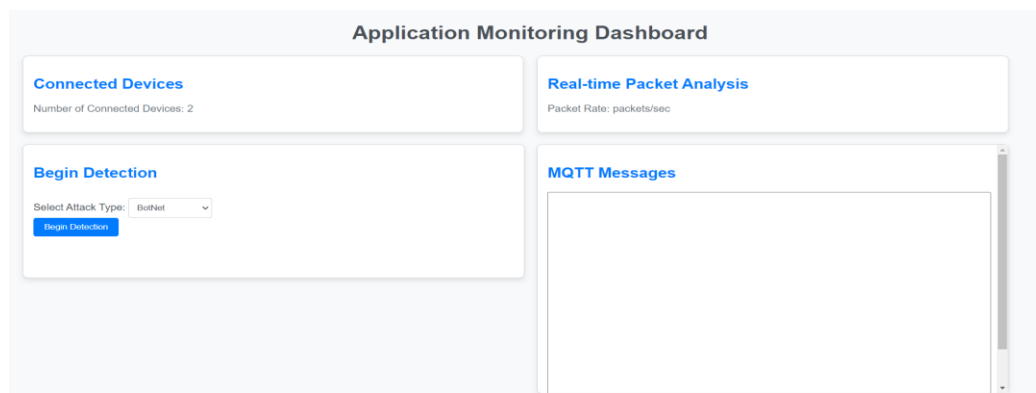 Application Monitoring Dashboard
Connected Devices
Number of Connected Devices: 2
Real-time Packet Analysis
Packet Rate: packets/sec
Begin Detection
Select Attack Type: BotNet
Begin Detection
MQTT Messages